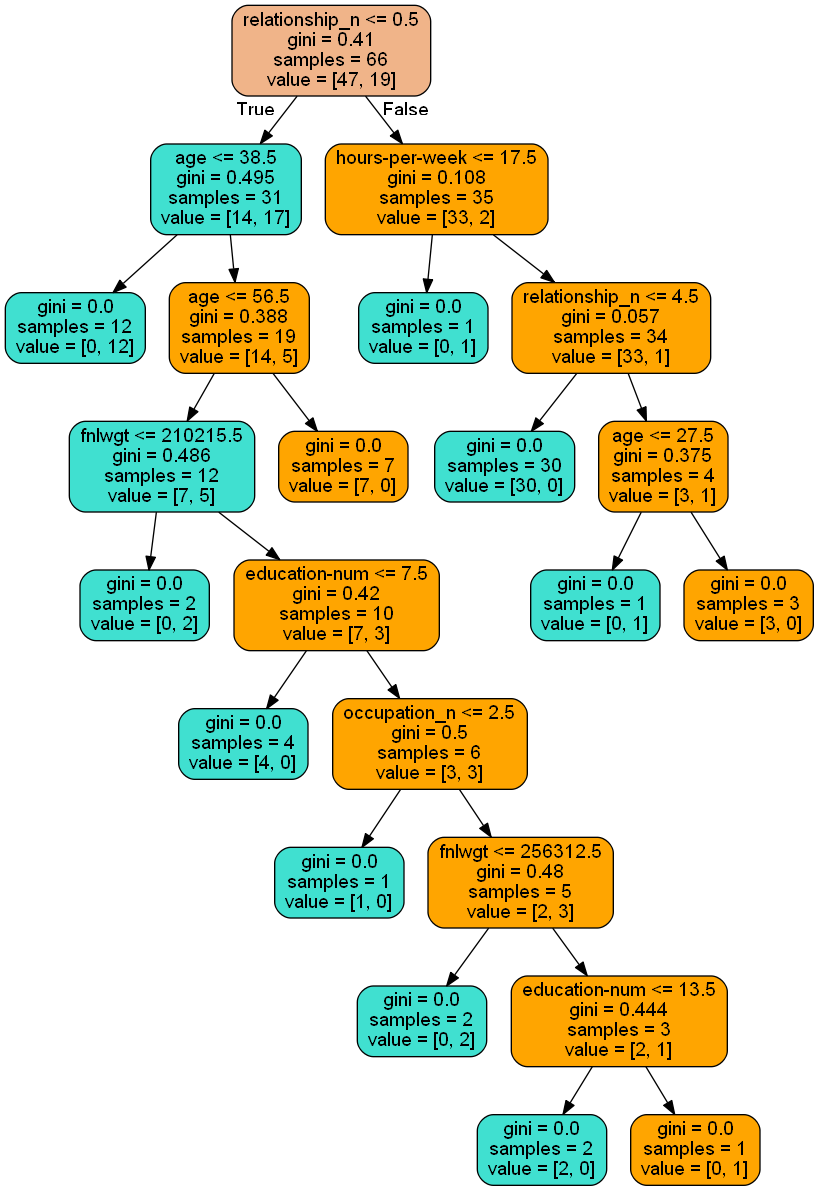 relationship_n <= 0.5
gini = 0.41
samples = 66
value = [47, 19]
True
False
age <= 38.5
gini = 0.495
samples = 31
value = [14, 17]
hours-per-week <= 17.5
gini = 0.108
samples = 35
value = [33, 2]
gini = 0.0
samples = 12
value = [0, 12]
age <= 56.5
gini = 0.388
samples = 19
value = [14, 5]
gini = 0.0
samples = 1
value = [0, 1]
relationship_n <= 4.5
gini = 0.057
samples = 34
value = [33, 1]
fnlwgt <= 210215.5
gini = 0.486
samples = 12
value = [7, 5]
gini = 0.0
samples = 7
value = [7, 0]
gini = 0.0
samples = 30
value = [30, 0]
age <= 27.5
gini = 0.375
samples = 4
value = [3, 1]
gini = 0.0
samples = 2
value = [0, 2]
education-num <= 7.5
gini = 0.42
samples = 10
value = [7, 3]
gini = 0.0
samples = 1
value = [0, 1]
gini = 0.0
samples = 3
value = [3, 0]
gini = 0.0
samples = 4
value = [4, 0]
occupation_n <= 2.5
gini = 0.5
samples = 6
value = [3, 3]
gini = 0.0
samples = 1
value = [1, 0]
fnlwgt <= 256312.5
gini = 0.48
samples = 5
value = [2, 3]
gini = 0.0
samples = 2
value = [0, 2]
education-num <= 13.5
gini = 0.444
samples = 3
value = [2, 1]
gini = 0.0
samples = 2
value = [2, 0]
gini = 0.0
samples = 1
value = [0, 1]